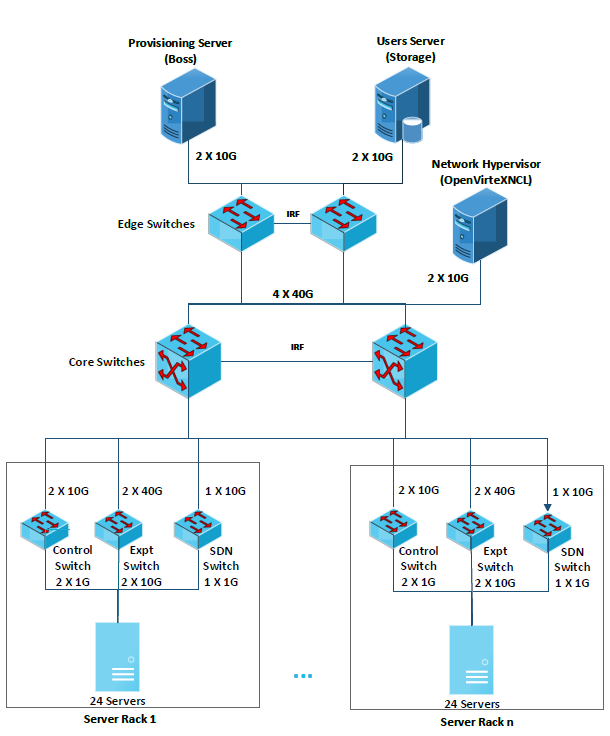 Provisioning Server
(Boss)
Users Server
(Storage)
2 X 10G
2 X 10G
Network Hypervisor
(OpenVirteXNCL)
IRF
Edge Switches
2 X 10G
4 X 40G
IRF
Core Switches
2 X 10G
2 X 40G
1 X 10G
Control
Switch
2 X 1G
Expt
Switch
2 X 10G
SDN
Switch
1 X 1G
24 Servers
Server Rack 1
...
2 X 10G
2 X 40G
1 X 10G
Control
Switch
2 X 1G
Expt
Switch
2 X 10G
SDN
Switch
1 X 1G
24 Servers
Server Rack n